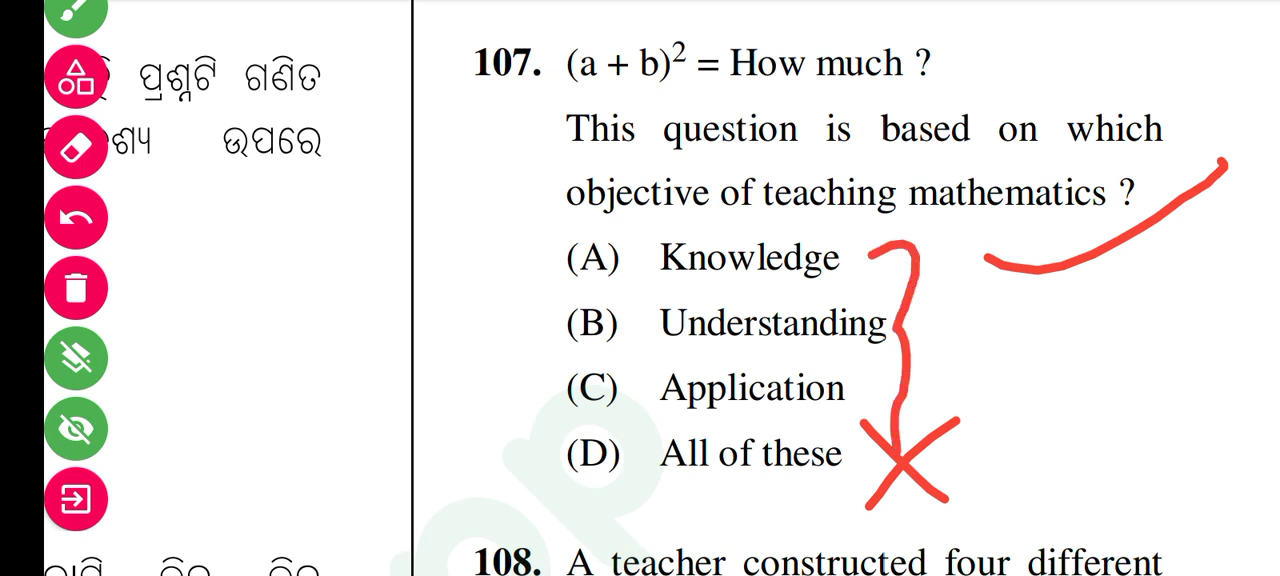 ପ୍ରଶ୍ନଟି ଗଣିତ
ଉପରେ
107. (a + b)² = How much ?
This question is based on which
objective of teaching mathematics ?
(A) Knowledge
(B) Understanding
(C) Application
(D) All of these
108. A teacher constructed four different